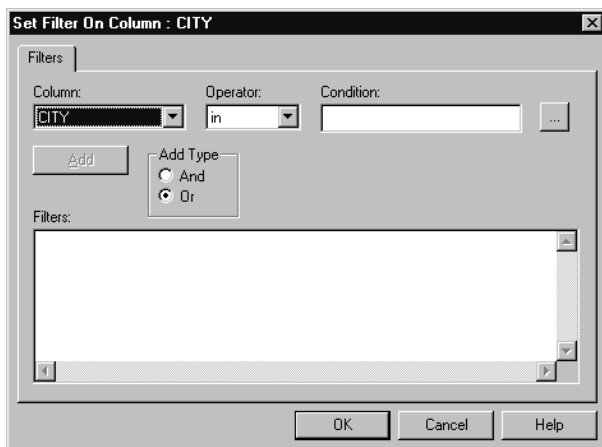 Set Filter On Column : CITY
Filters
Column: Operator: Condition:
CITY in ...
Add
Add Type
And
Or
Filters:
OK Cancel Help